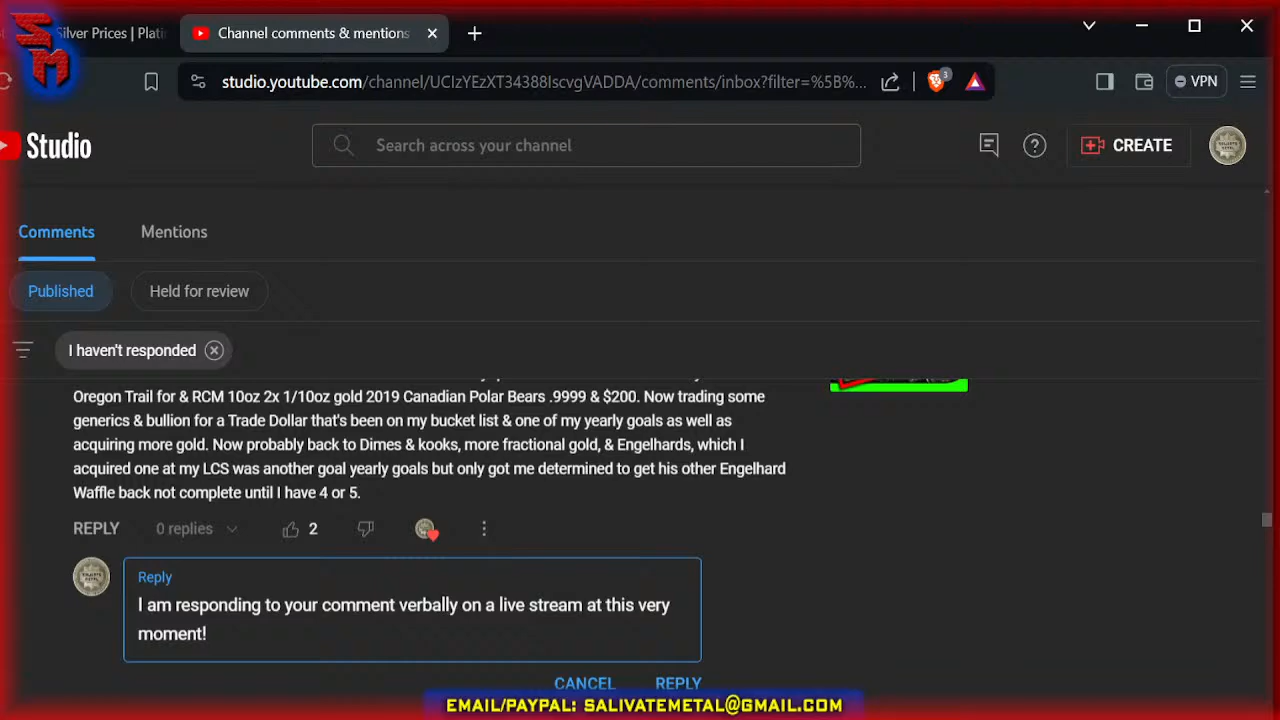 SM
Silver Prices | Plati
Channel comments & mentions
studio.youtube.com/channel/UCIzYEzXT34388IscvgVADDA/comments/inbox?filter=%5B%...
3
VPN
Studio
Search across your channel
CREATE
Comments
Mentions
Published
Held for review
I haven't responded
Oregon Trail for & RCM 10oz 2x 1/10oz gold 2019 Canadian Polar Bears .9999 & $200. Now trading some
generics & bullion for a Trade Dollar that's been on my bucket list & one of my yearly goals as well as
acquiring more gold. Now probably back to Dimes & kooks, more fractional gold, & Engelhards, which I
acquired one at my LCS was another goal yearly goals but only got me determined to get his other Engelhard
Waffle back not complete until I have 4 or 5.
REPLY
0 replies
2
Reply
I am responding to your comment verbally on a live stream at this very
moment!
CANCEL
REPLY
EMAIL/PAYPAL: SALIVATEMETAL@GMAIL.COM